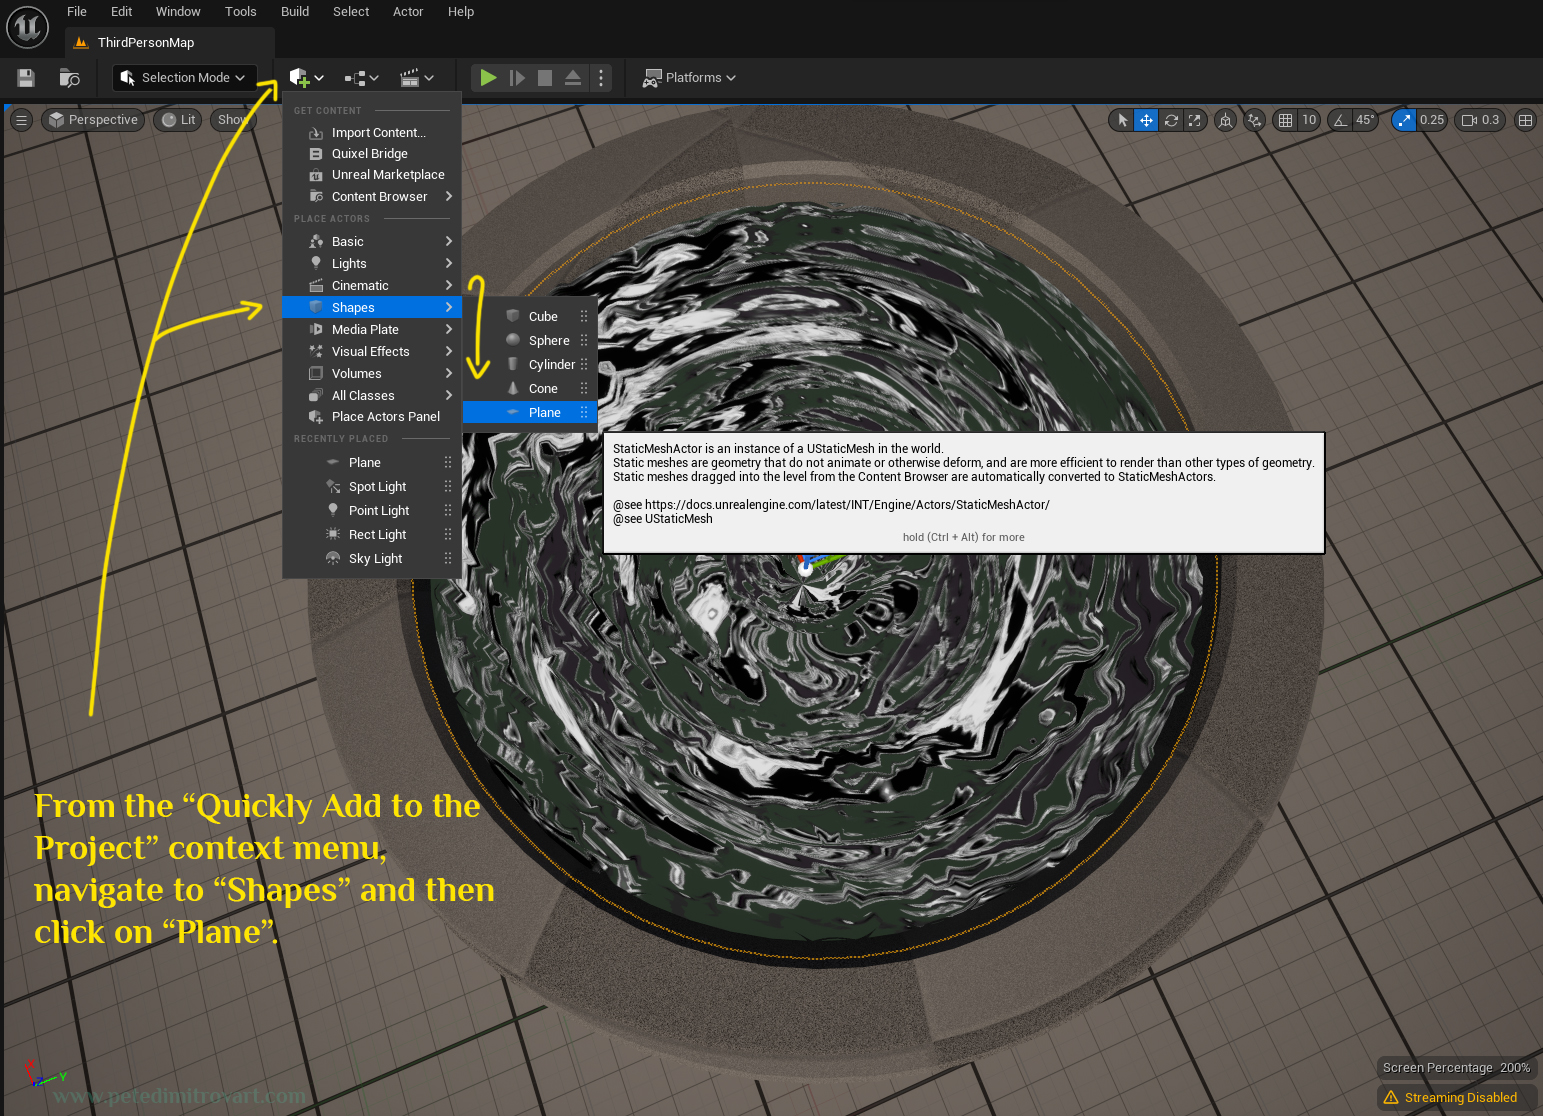 File Edit Window Tools Build Select Actor Help
ThirdPersonMap
Selection Mode
Platforms
Perspective Lit Show
10 45° 0.25 0.3
GET CONTENT
Import Content...
Quixel Bridge
Unreal Marketplace
Content Browser
PLACE ACTORS
Basic
Lights
Cinematic
Shapes
Media Plate
Visual Effects
Volumes
All Classes
Place Actors Panel
RECENTLY PLACED
Plane
Spot Light
Point Light
Rect Light
Sky Light
Cube
Sphere
Cylinder
Cone
Plane
StaticMeshActor is an instance of a UStaticMesh in the world.
Static meshes are geometry that do not animate or otherwise deform, and are more efficient to render than other types of geometry.
Static meshes dragged into the level from the Content Browser are automatically converted to StaticMeshActors.
@see https://docs.unrealengine.com/latest/INT/Engine/Actors/StaticMeshActor/
@see UStaticMesh
hold (Ctrl + Alt) for more
From the “Quickly Add to the
Project” context menu,
navigate to “Shapes” and then
click on “Plane”.
X
Y
www.petedimitrovart.com
Screen Percentage 200%
Streaming Disabled